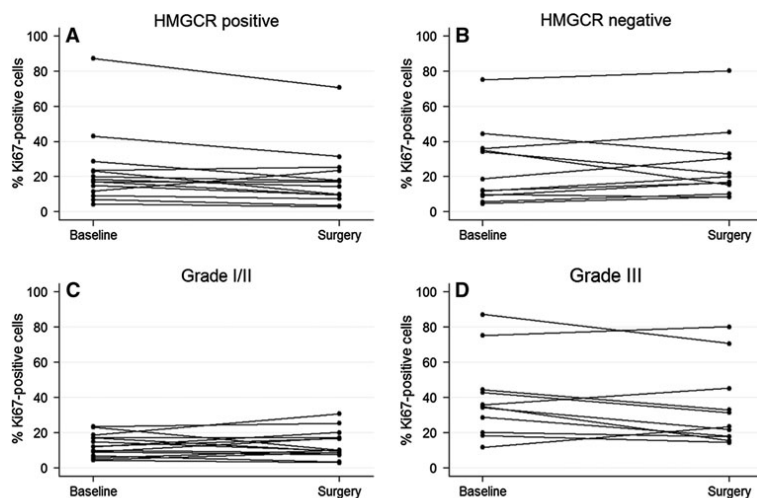 A HMGCR positive
% Ki67-positive cells
100
80
60
40
20
0
Baseline Surgery
B HMGCR negative
% Ki67-positive cells
100
80
60
40
20
0
Baseline Surgery
C Grade I/II
% Ki67-positive cells
100
80
60
40
20
0
Baseline Surgery
D Grade III
% Ki67-positive cells
100
80
60
40
20
0
Baseline Surgery